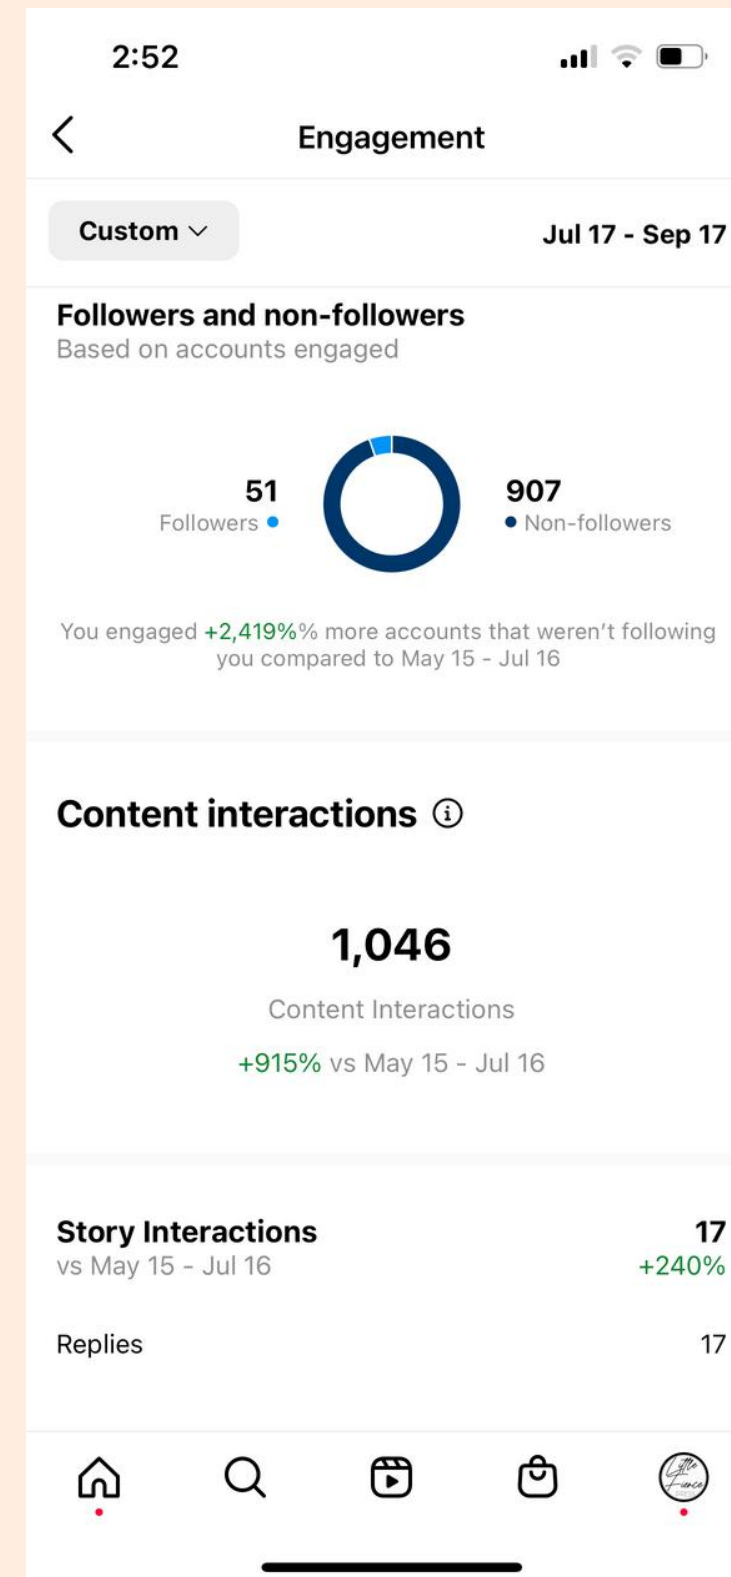 2:52
Engagement
Custom
Jul 17 - Sep 17
Followers and non-followers
Based on accounts engaged
51
Followers
907
Non-followers
You engaged +2,419%% more accounts that weren't following
you compared to May 15 - Jul 16
Content interactions
1,046
Content Interactions
+915% vs May 15 - Jul 16
Story Interactions
17
vs May 15 - Jul 16
+240%
Replies
17
Little
Fierce